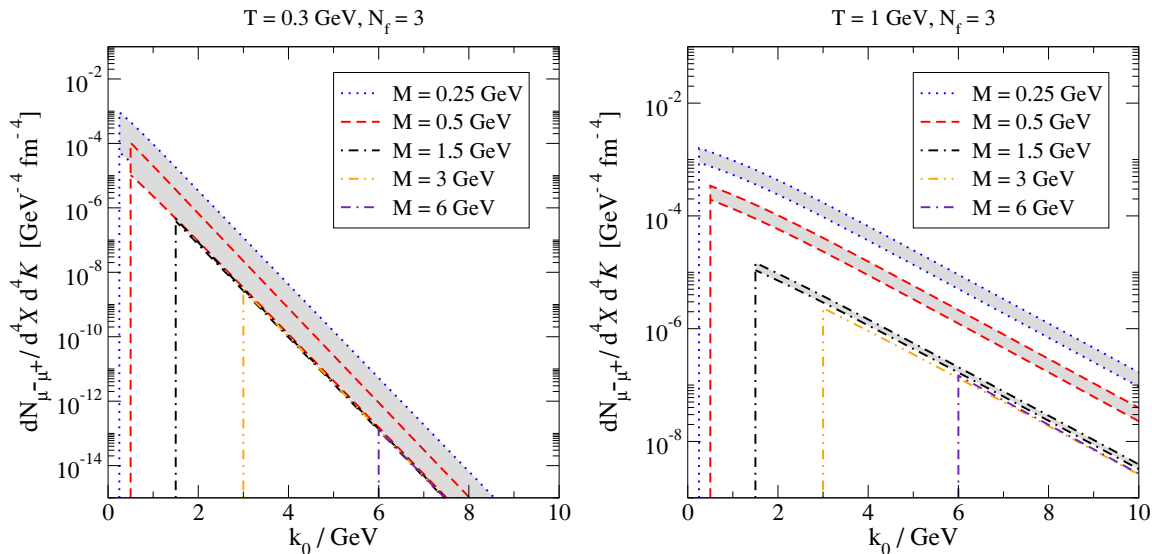 T = 0.3 GeV, N_f = 3
10^-2
10^-4
10^-6
10^-8
10^-10
10^-12
10^-14
dN_μ^-μ^+ / d^4X d^4K [GeV^-4 fm^-4]
M = 0.25 GeV
M = 0.5 GeV
M = 1.5 GeV
M = 3 GeV
M = 6 GeV
0 2 4 6 8 10
k_0 / GeV
T = 1 GeV, N_f = 3
10^-2
10^-4
10^-6
10^-8
dN_μ^-μ^+ / d^4X d^4K [GeV^-4 fm^-4]
M = 0.25 GeV
M = 0.5 GeV
M = 1.5 GeV
M = 3 GeV
M = 6 GeV
0 2 4 6 8 10
k_0 / GeV